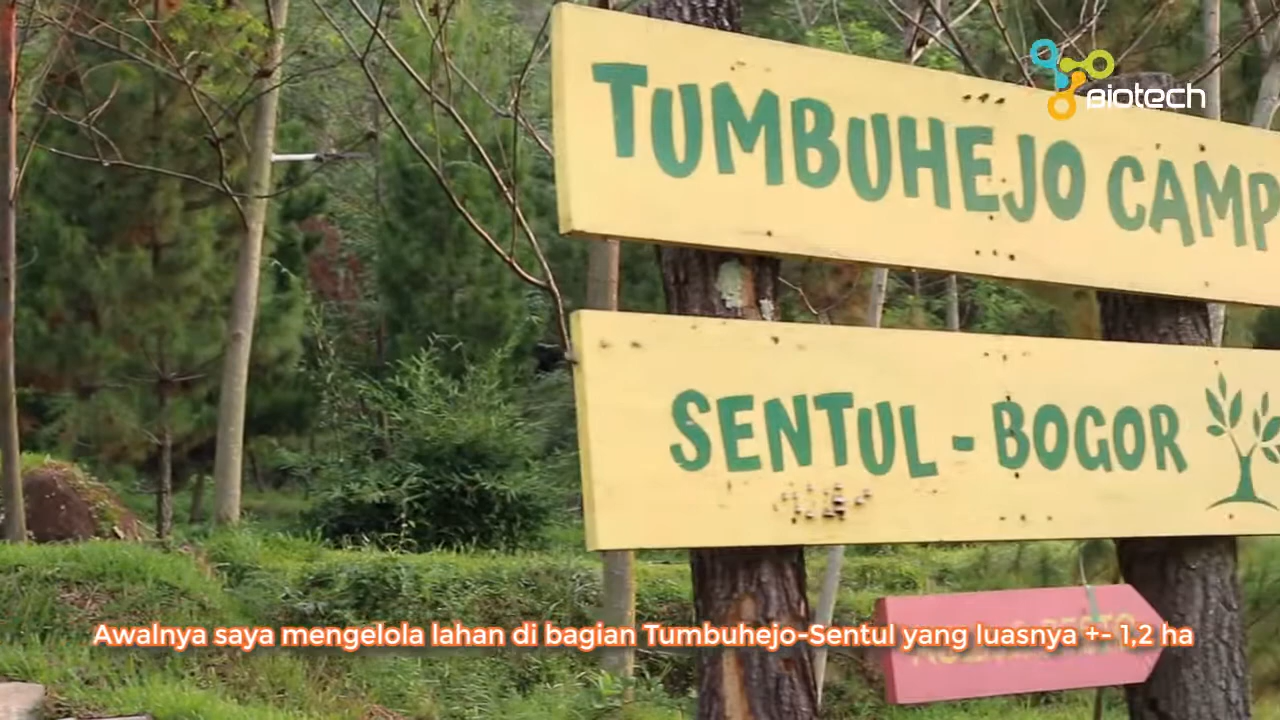 BIOTECH
TUMBUHEJO CAMP
SENTUL - BOGOR
Awalnya saya mengelola lahan di bagian Tumbuhejo-Sentul yang luasnya +- 1,2 ha